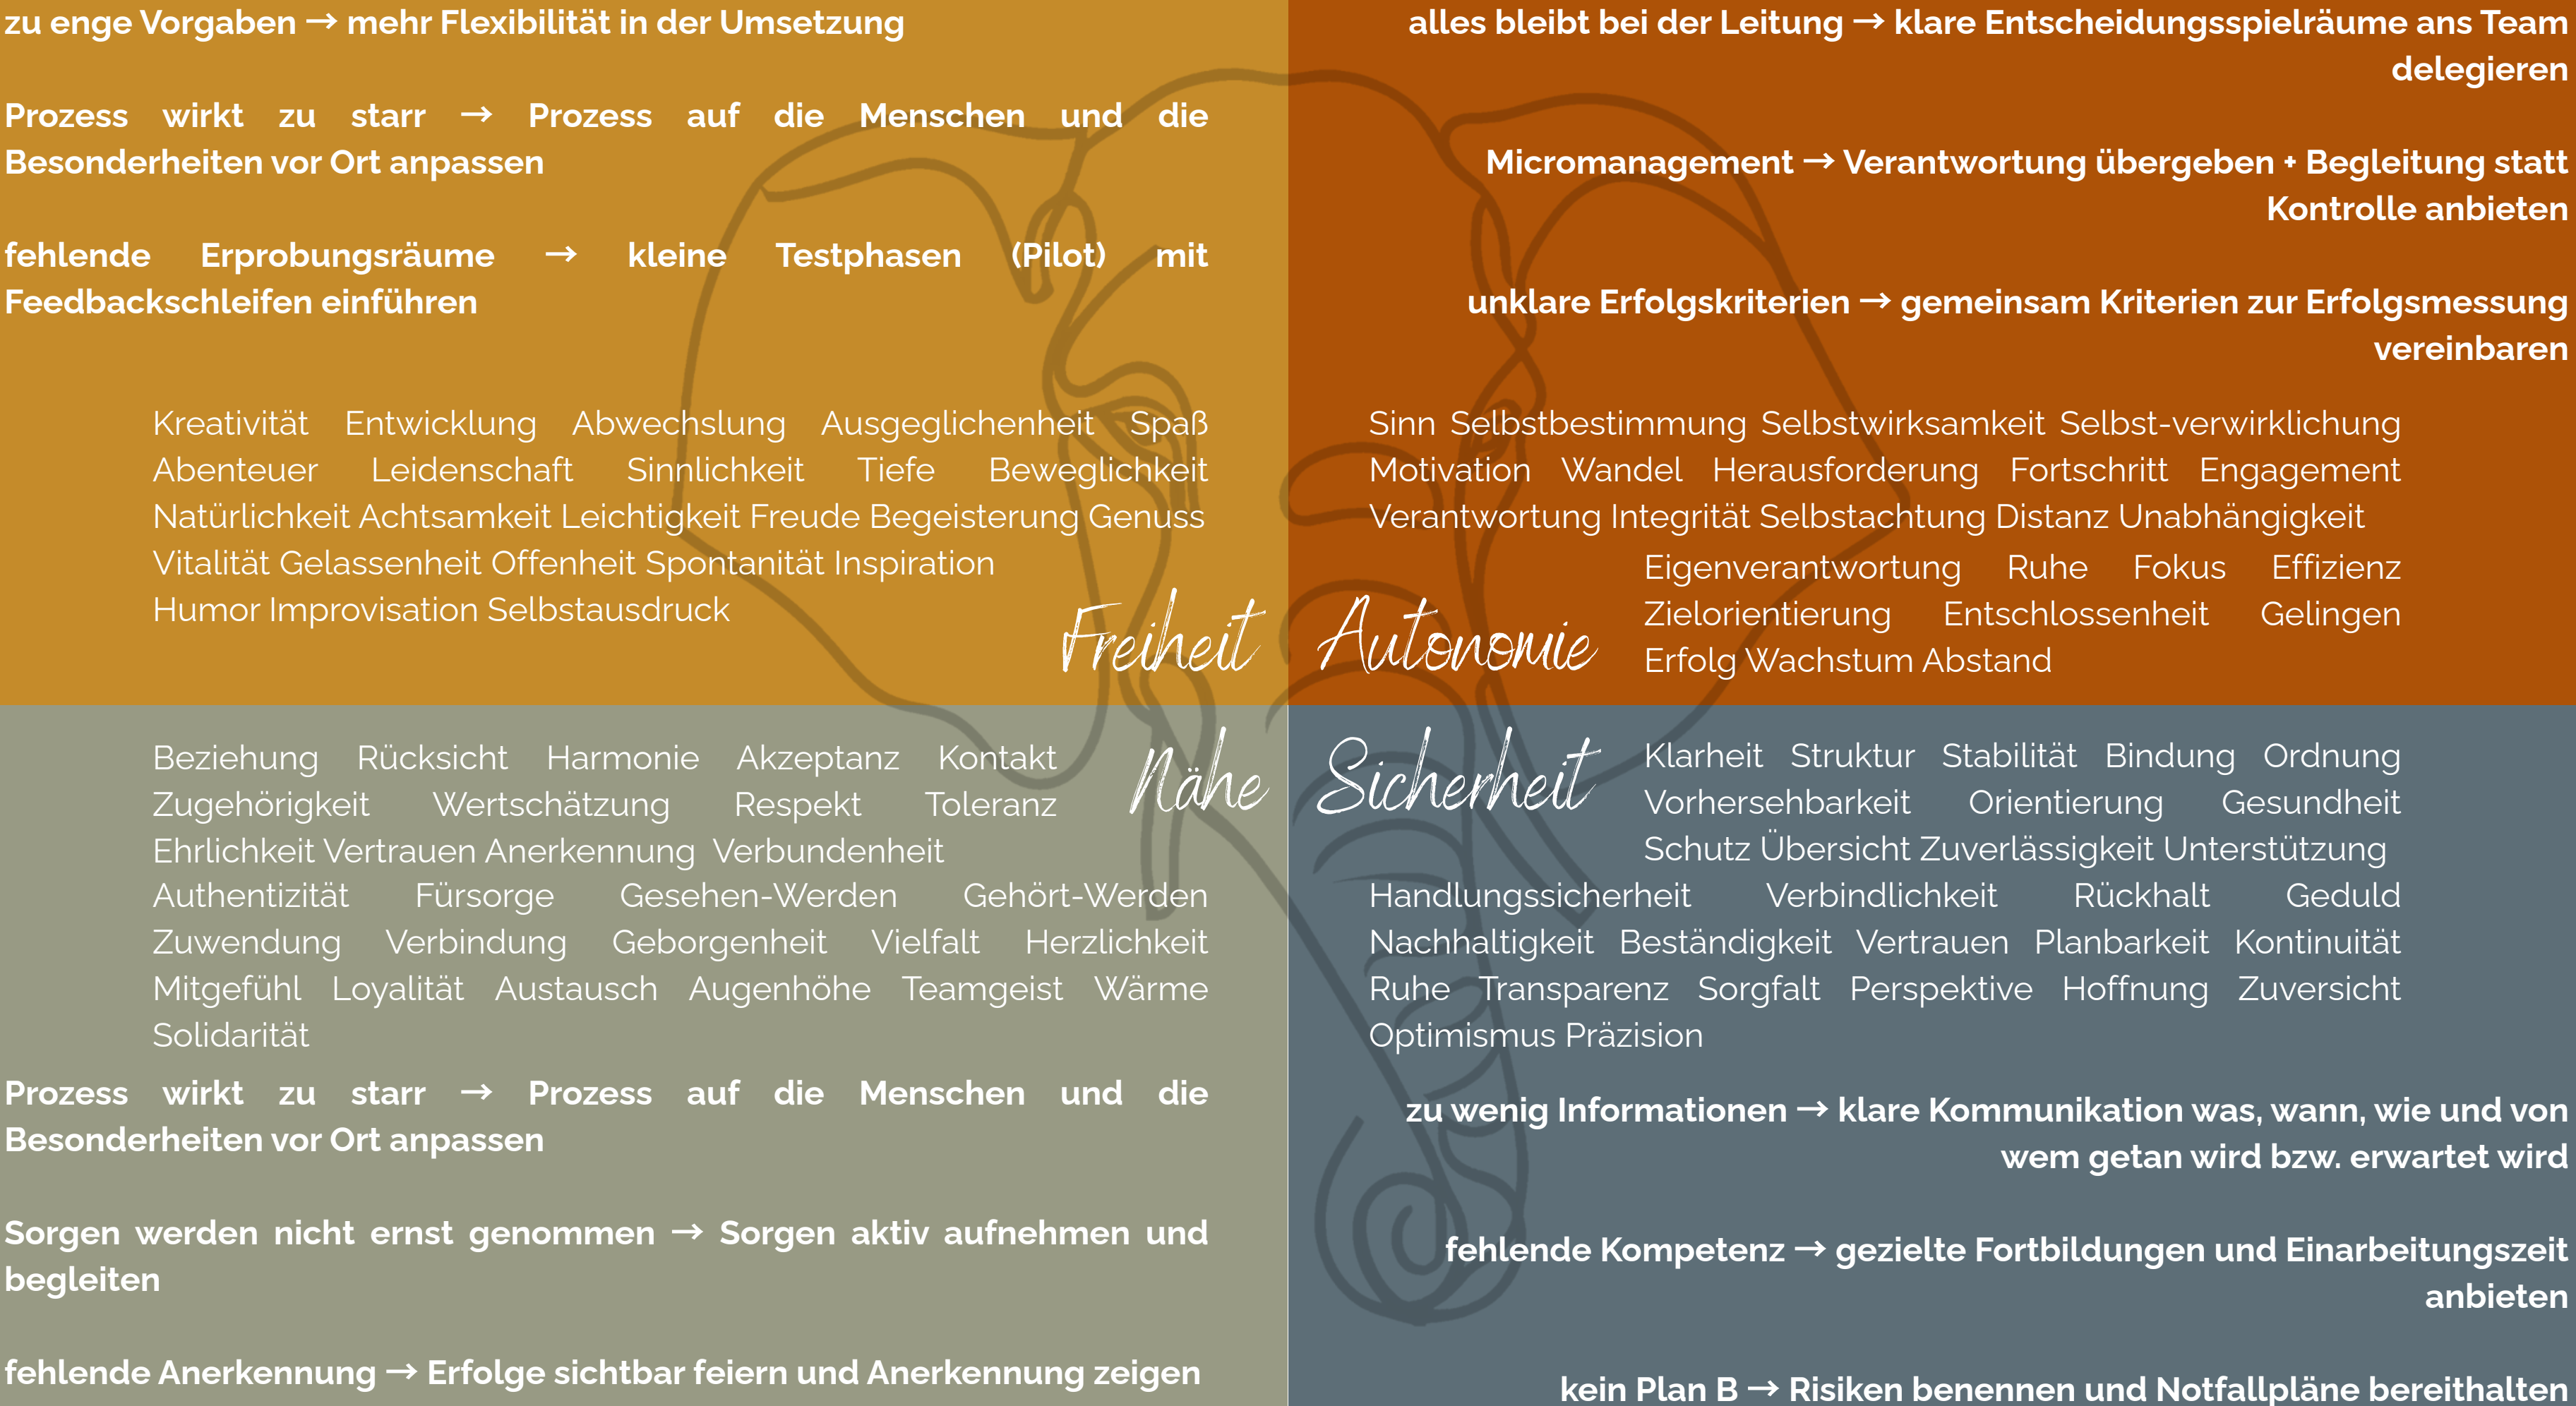 zu enge Vorgaben → mehr Flexibilität in der Umsetzung
Prozess wirkt zu starr → Prozess auf die Menschen und die
Besonderheiten vor Ort anpassen
fehlende Erprobungsräume → kleine Testphasen (Pilot) mit
Feedbackschleifen einführen
Kreativität Entwicklung Abwechslung Ausgeglichenheit Spaß
Abenteuer Leidenschaft Sinnlichkeit Tiefe Beweglichkeit
Natürlichkeit Achtsamkeit Leichtigkeit Freude Begeisterung Genuss
Vitalität Gelassenheit Offenheit Spontanität Inspiration
Humor Improvisation Selbstausdruck
Freiheit
alles bleibt bei der Leitung → klare Entscheidungsspielräume ans Team
delegieren
Micromanagement → Verantwortung übergeben + Begleitung statt
Kontrolle anbieten
unklare Erfolgskriterien → gemeinsam Kriterien zur Erfolgsmessung
vereinbaren
Sinn Selbstbestimmung Selbstwirksamkeit Selbst-verwirklichung
Motivation Wandel Herausforderung Fortschritt Engagement
Verantwortung Integrität Selbstachtung Distanz Unabhängigkeit
Eigenverantwortung Ruhe Fokus Effizienz
Zielorientierung Entschlossenheit Gelingen
Erfolg Wachstum Abstand
Autonomie
Beziehung Rücksicht Harmonie Akzeptanz Kontakt
Zugehörigkeit Wertschätzung Respekt Toleranz
Ehrlichkeit Vertrauen Anerkennung Verbundenheit
Nähe
Authentizität Fürsorge Gesehen-Werden Gehört-Werden
Zuwendung Verbindung Geborgenheit Vielfalt Herzlichkeit
Mitgefühl Loyalität Austausch Augenhöhe Teamgeist Wärme
Solidarität
Prozess wirkt zu starr → Prozess auf die Menschen und die
Besonderheiten vor Ort anpassen
Sorgen werden nicht ernst genommen → Sorgen aktiv aufnehmen und
begleiten
fehlende Anerkennung → Erfolge sichtbar feiern und Anerkennung zeigen
Sicherheit
Klarheit Struktur Stabilität Bindung Ordnung
Vorhersehbarkeit Orientierung Gesundheit
Schutz Übersicht Zuverlässigkeit Unterstützung
Handlungssicherheit Verbindlichkeit Rückhalt Geduld
Nachhaltigkeit Beständigkeit Vertrauen Planbarkeit Kontinuität
Ruhe Transparenz Sorgfalt Perspektive Hoffnung Zuversicht
Optimismus Präzision
zu wenig Informationen → klare Kommunikation was, wann, wie und von
wem getan wird bzw. erwartet wird
fehlende Kompetenz → gezielte Fortbildungen und Einarbeitungszeit
anbieten
kein Plan B → Risiken benennen und Notfallpläne bereithalten